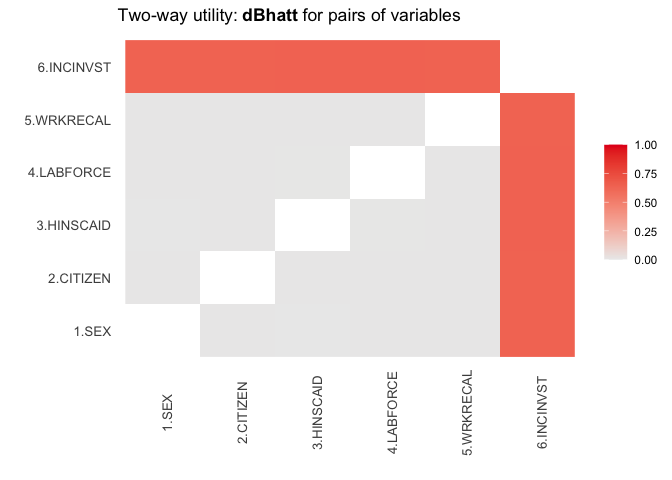 Two-way utility: dBhatt for pairs of variables
6.INCINVST
5.WRKRECAL
4.LABFORCE
3.HINSCAID
2.CITIZEN
1.SEX
1.00
0.75
0.50
0.25
0.00
1.SEX
2.CITIZEN
3.HINSCAID
4.LABFORCE
5.WRKRECAL
6.INCINVST